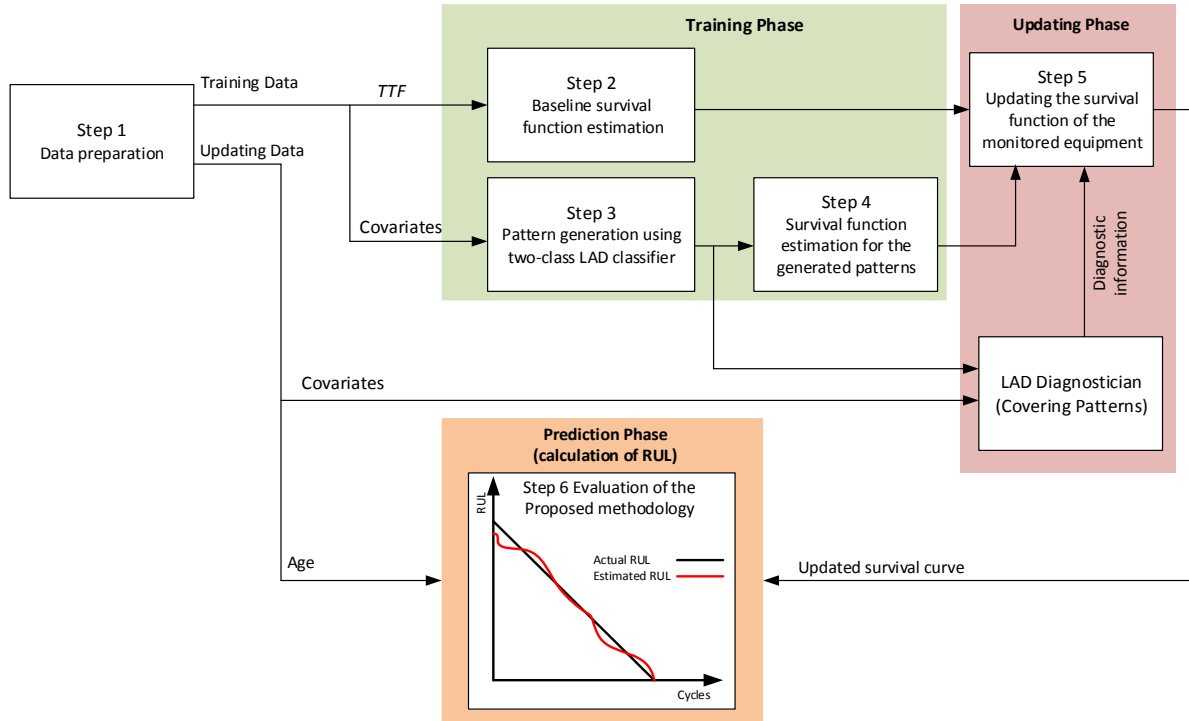 Training Phase
Updating Phase
Training Data
TTF
Step 1
Data preparation
Updating Data
Step 2
Baseline survival
function estimation
Step 5
Updating the survival
function of the
monitored equipment
Covariates
Step 3
Pattern generation using
two-class LAD classifier
Step 4
Survival function
estimation for the
generated patterns
Diagnostic
information
Covariates
LAD Diagnostician
(Covering Patterns)
Prediction Phase
(calculation of RUL)
Step 6 Evaluation of the
Proposed methodology
RUL
Actual RUL
Estimated RUL
Cycles
Age
Updated survival curve